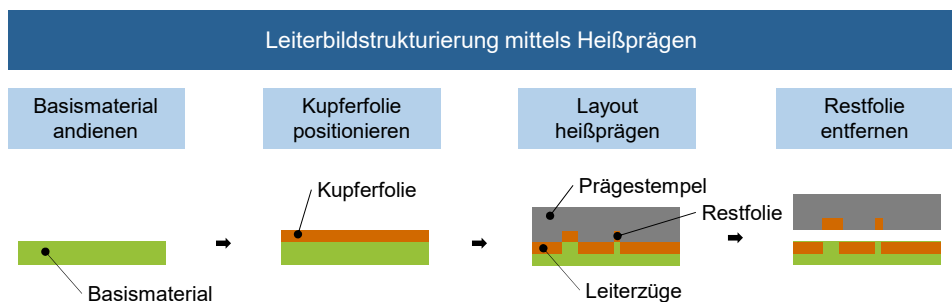 Leiterbildstrukturierung mittels Heißprägen
Basismaterial
andienen
Kupferfolie
positionieren
Layout
heißprägen
Restfolie
entfernen
Kupferfolie
Basismaterial
Prägestempel
Restfolie
Leiterzüge